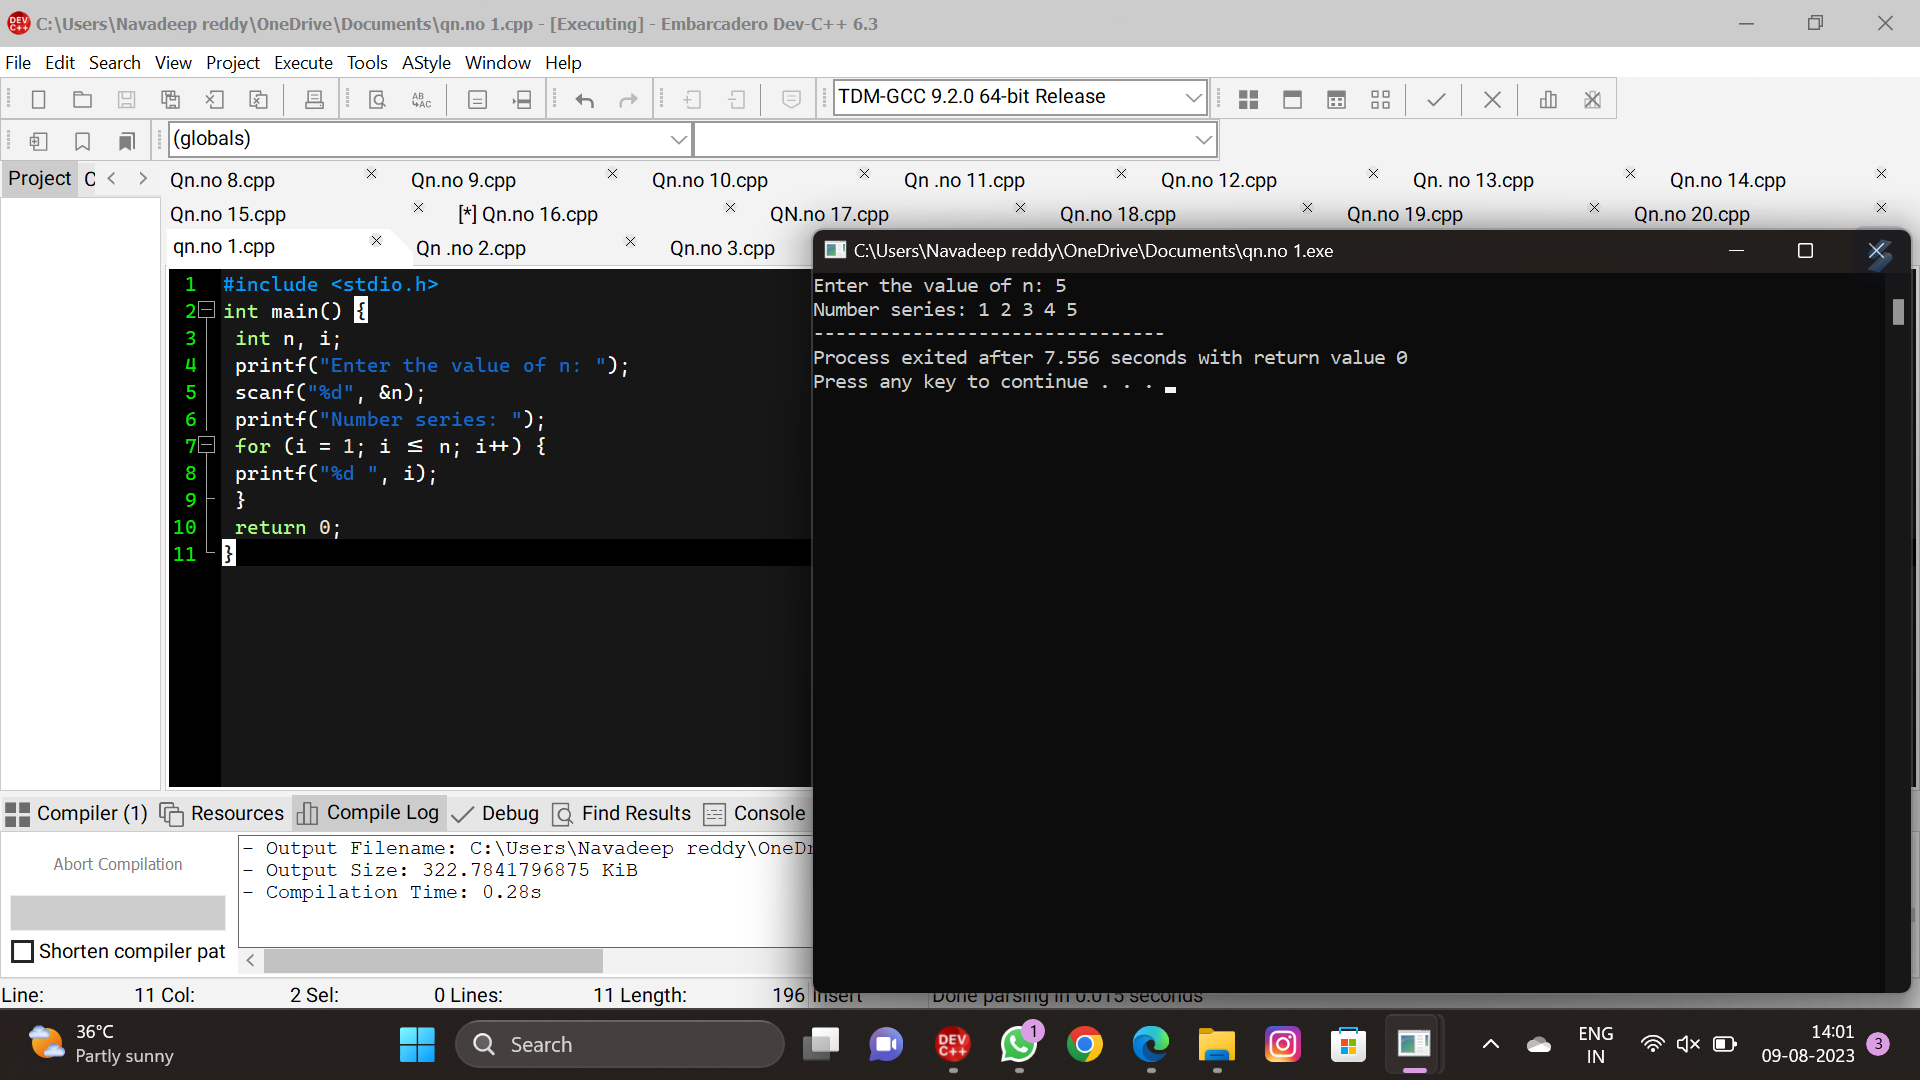 C:\Users\Navadeep reddy\OneDrive\Documents\qn.no 1.cpp - [Executing] - Embarcadero Dev-C++ 6.3
File Edit Search View Project Execute Tools AStyle Window Help
TDM-GCC 9.2.0 64-bit Release
(globals)
Project
Qn.no 8.cpp Qn.no 9.cpp Qn.no 10.cpp Qn .no 11.cpp Qn.no 12.cpp Qn. no 13.cpp Qn.no 14.cpp
Qn.no 15.cpp [*] Qn.no 16.cpp QN.no 17.cpp Qn.no 18.cpp Qn.no 19.cpp Qn.no 20.cpp
qn.no 1.cpp Qn .no 2.cpp Qn.no 3.cpp
1 #include <stdio.h>
2 int main() {
3 int n, i;
4 printf("Enter the value of n: ");
5 scanf("%d", &n);
6 printf("Number series: ");
7 for (i = 1; i ≤ n; i++) {
8 printf("%d ", i);
9 }
10 return 0;
11 }
C:\Users\Navadeep reddy\OneDrive\Documents\qn.no 1.exe
Enter the value of n: 5
Number series: 1 2 3 4 5
--------------------------------
Process exited after 7.556 seconds with return value 0
Press any key to continue . . .
Compiler (1) Resources Compile Log Debug Find Results Console
Abort Compilation
Shorten compiler pat
- Output Filename: C:\Users\Navadeep reddy\OneDr
- Output Size: 322.7841796875 KiB
- Compilation Time: 0.28s
Line: 11 Col: 2 Sel: 0 Lines: 11 Length: 196 Insert Done parsing in 0.015 seconds
36°C
Partly sunny
Search
DEV C++
1
ENG
IN
14:01
09-08-2023
3